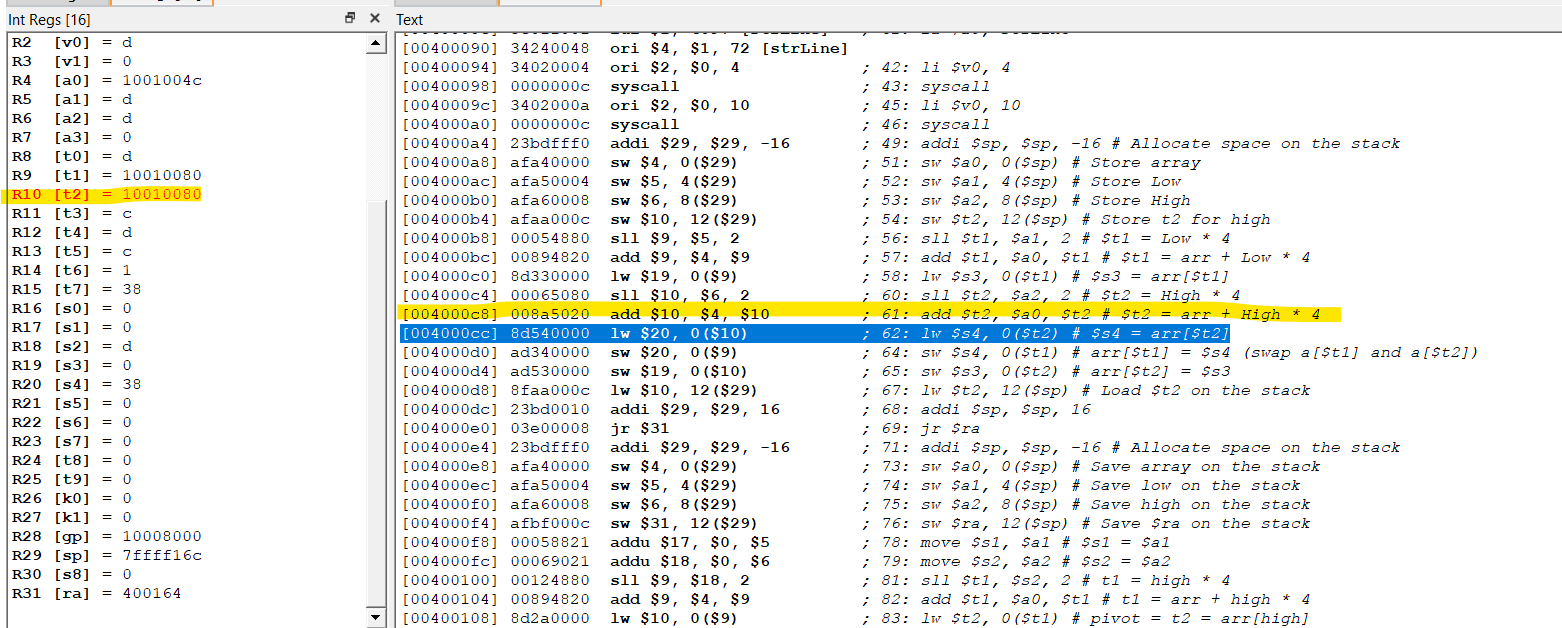 Int Regs [16]
R2 [v0] = d
R3 [v1] = 0
R4 [a0] = 1001004c
R5 [a1] = d
R6 [a2] = d
R7 [a3] = 0
R8 [t0] = d
R9 [t1] = 10010080
R10 [t2] = 10010080
R11 [t3] = c
R12 [t4] = d
R13 [t5] = c
R14 [t6] = 1
R15 [t7] = 38
R16 [s0] = 0
R17 [s1] = 0
R18 [s2] = d
R19 [s3] = 0
R20 [s4] = 38
R21 [s5] = 0
R22 [s6] = 0
R23 [s7] = 0
R24 [t8] = 0
R25 [t9] = 0
R26 [k0] = 0
R27 [k1] = 0
R28 [gp] = 10008000
R29 [sp] = 7ffff16c
R30 [s8] = 0
R31 [ra] = 400164
Text
[00400090] 34240048 ori $4, $1, 72 [strLine]
[00400094] 34020004 ori $2, $0, 4 ; 42: li $v0, 4
[00400098] 0000000c syscall ; 43: syscall
[0040009c] 3402000a ori $2, $0, 10 ; 45: li $v0, 10
[004000a0] 0000000c syscall ; 46: syscall
[004000a4] 23bdfff0 addi $29, $29, -16 ; 49: addi $sp, $sp, -16 # Allocate space on the stack
[004000a8] afa40000 sw $4, 0($29) ; 51: sw $a0, 0($sp) # Store array
[004000ac] afa50004 sw $5, 4($29) ; 52: sw $a1, 4($sp) # Store Low
[004000b0] afa60008 sw $6, 8($29) ; 53: sw $a2, 8($sp) # Store High
[004000b4] afaa000c sw $10, 12($29) ; 54: sw $t2, 12($sp) # Store t2 for high
[004000b8] 00054880 sll $9, $5, 2 ; 56: sll $t1, $a1, 2 # $t1 = Low * 4
[004000bc] 00894820 add $9, $4, $9 ; 57: add $t1, $a0, $t1 # $t1 = arr + Low * 4
[004000c0] 8d330000 lw $19, 0($9) ; 58: lw $s3, 0($t1) # $s3 = arr[$t1]
[004000c4] 00065080 sll $10, $6, 2 ; 60: sll $t2, $a2, 2 # $t2 = High * 4
[004000c8] 008a5020 add $10, $4, $10 ; 61: add $t2, $a0, $t2 # $t2 = arr + High * 4
[004000cc] 8d540000 lw $20, 0($10) ; 62: lw $s4, 0($t2) # $s4 = arr[$t2]
[004000d0] ad340000 sw $20, 0($9) ; 64: sw $s4, 0($t1) # arr[$t1] = $s4 (swap a[$t1] and a[$t2])
[004000d4] ad530000 sw $19, 0($10) ; 65: sw $s3, 0($t2) # arr[$t2] = $s3
[004000d8] 8faa000c lw $10, 12($29) ; 67: lw $t2, 12($sp) # Load $t2 on the stack
[004000dc] 23bd0010 addi $29, $29, 16 ; 68: addi $sp, $sp, 16
[004000e0] 03e00008 jr $31 ; 69: jr $ra
[004000e4] 23bdfff0 addi $29, $29, -16 ; 71: addi $sp, $sp, -16 # Allocate space on the stack
[004000e8] afa40000 sw $4, 0($29) ; 73: sw $a0, 0($sp) # Save array on the stack
[004000ec] afa50004 sw $5, 4($29) ; 74: sw $a1, 4($sp) # Save low on the stack
[004000f0] afa60008 sw $6, 8($29) ; 75: sw $a2, 8($sp) # Save high on the stack
[004000f4] afbf000c sw $31, 12($29) ; 76: sw $ra, 12($sp) # Save $ra on the stack
[004000f8] 00058821 addu $17, $0, $5 ; 78: move $s1, $a1 # $s1 = $a1
[004000fc] 00069021 addu $18, $0, $6 ; 79: move $s2, $a2 # $s2 = $a2
[00400100] 00124880 sll $9, $18, 2 ; 81: sll $t1, $s2, 2 # t1 = high * 4
[00400104] 00894820 add $9, $4, $9 ; 82: add $t1, $a0, $t1 # t1 = arr + high * 4
[00400108] 8d2a0000 lw $10, 0($9) ; 83: lw $t2, 0($t1) # pivot = t2 = arr[high]